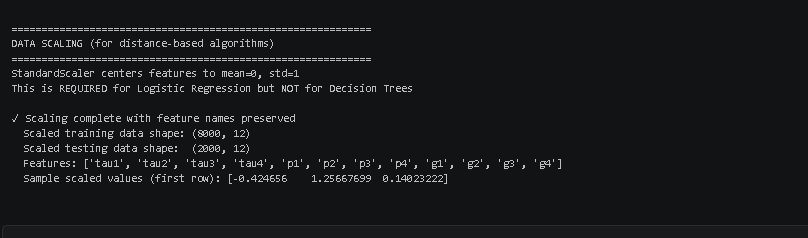 ============================================================
DATA SCALING (for distance-based algorithms)
============================================================
StandardScaler centers features to mean=0, std=1
This is REQUIRED for Logistic Regression but NOT for Decision Trees
✓ Scaling complete with feature names preserved
Scaled training data shape: (8000, 12)
Scaled testing data shape: (2000, 12)
Features: ['tau1', 'tau2', 'tau3', 'tau4', 'p1', 'p2', 'p3', 'p4', 'g1', 'g2', 'g3', 'g4']
Sample scaled values (first row): [-0.424656 1.25667699 0.14023222]